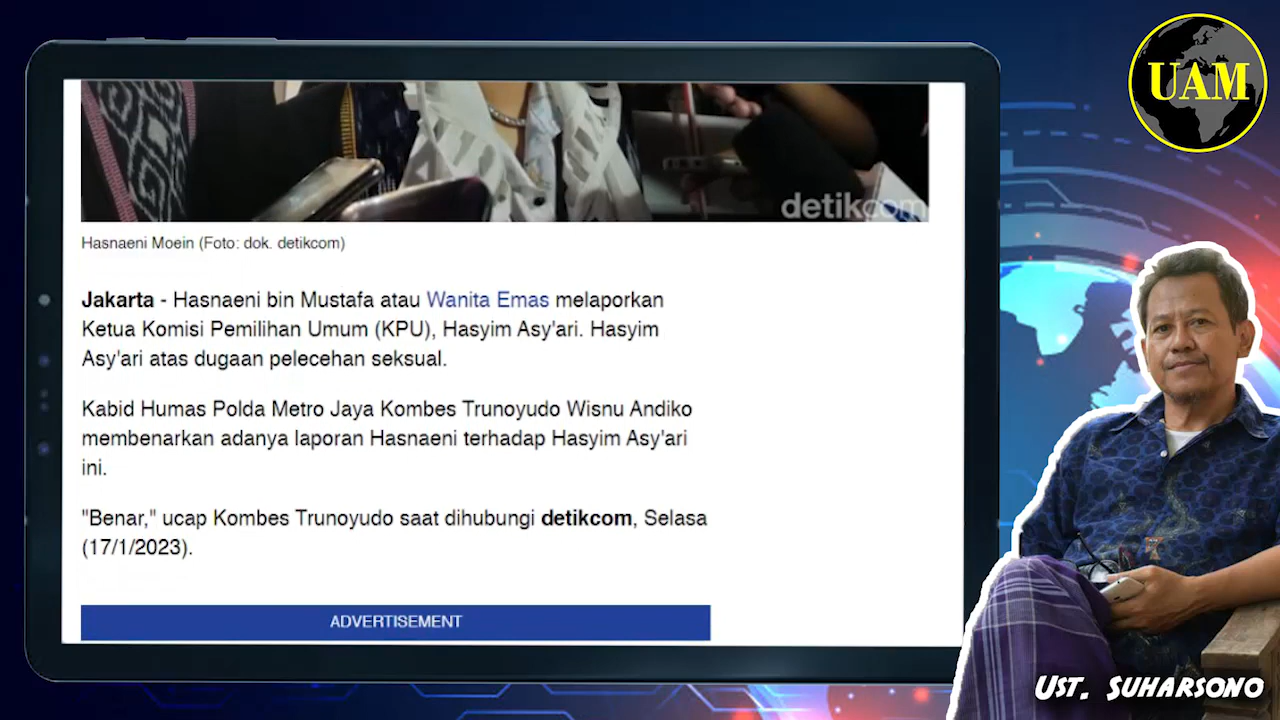 UAM
detikcom
Hasnaeni Moein (Foto: dok. detikcom)
Jakarta - Hasnaeni bin Mustafa atau Wanita Emas melaporkan
Ketua Komisi Pemilihan Umum (KPU), Hasyim Asy'ari. Hasyim
Asy'ari atas dugaan pelecehan seksual.
Kabid Humas Polda Metro Jaya Kombes Trunoyudo Wisnu Andiko
membenarkan adanya laporan Hasnaeni terhadap Hasyim Asy'ari
ini.
"Benar," ucap Kombes Trunoyudo saat dihubungi detikcom, Selasa
(17/1/2023).
ADVERTISEMENT
UST. SUHARSONO